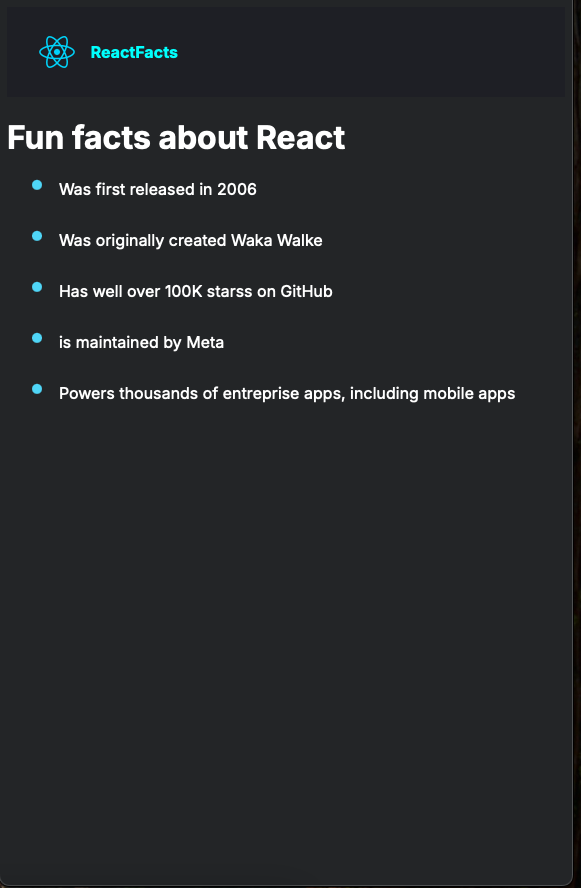 ReactFacts
Fun facts about React
Was first released in 2006
Was originally created Waka Walke
Has well over 100K starss on GitHub
is maintained by Meta
Powers thousands of entreprise apps, including mobile apps